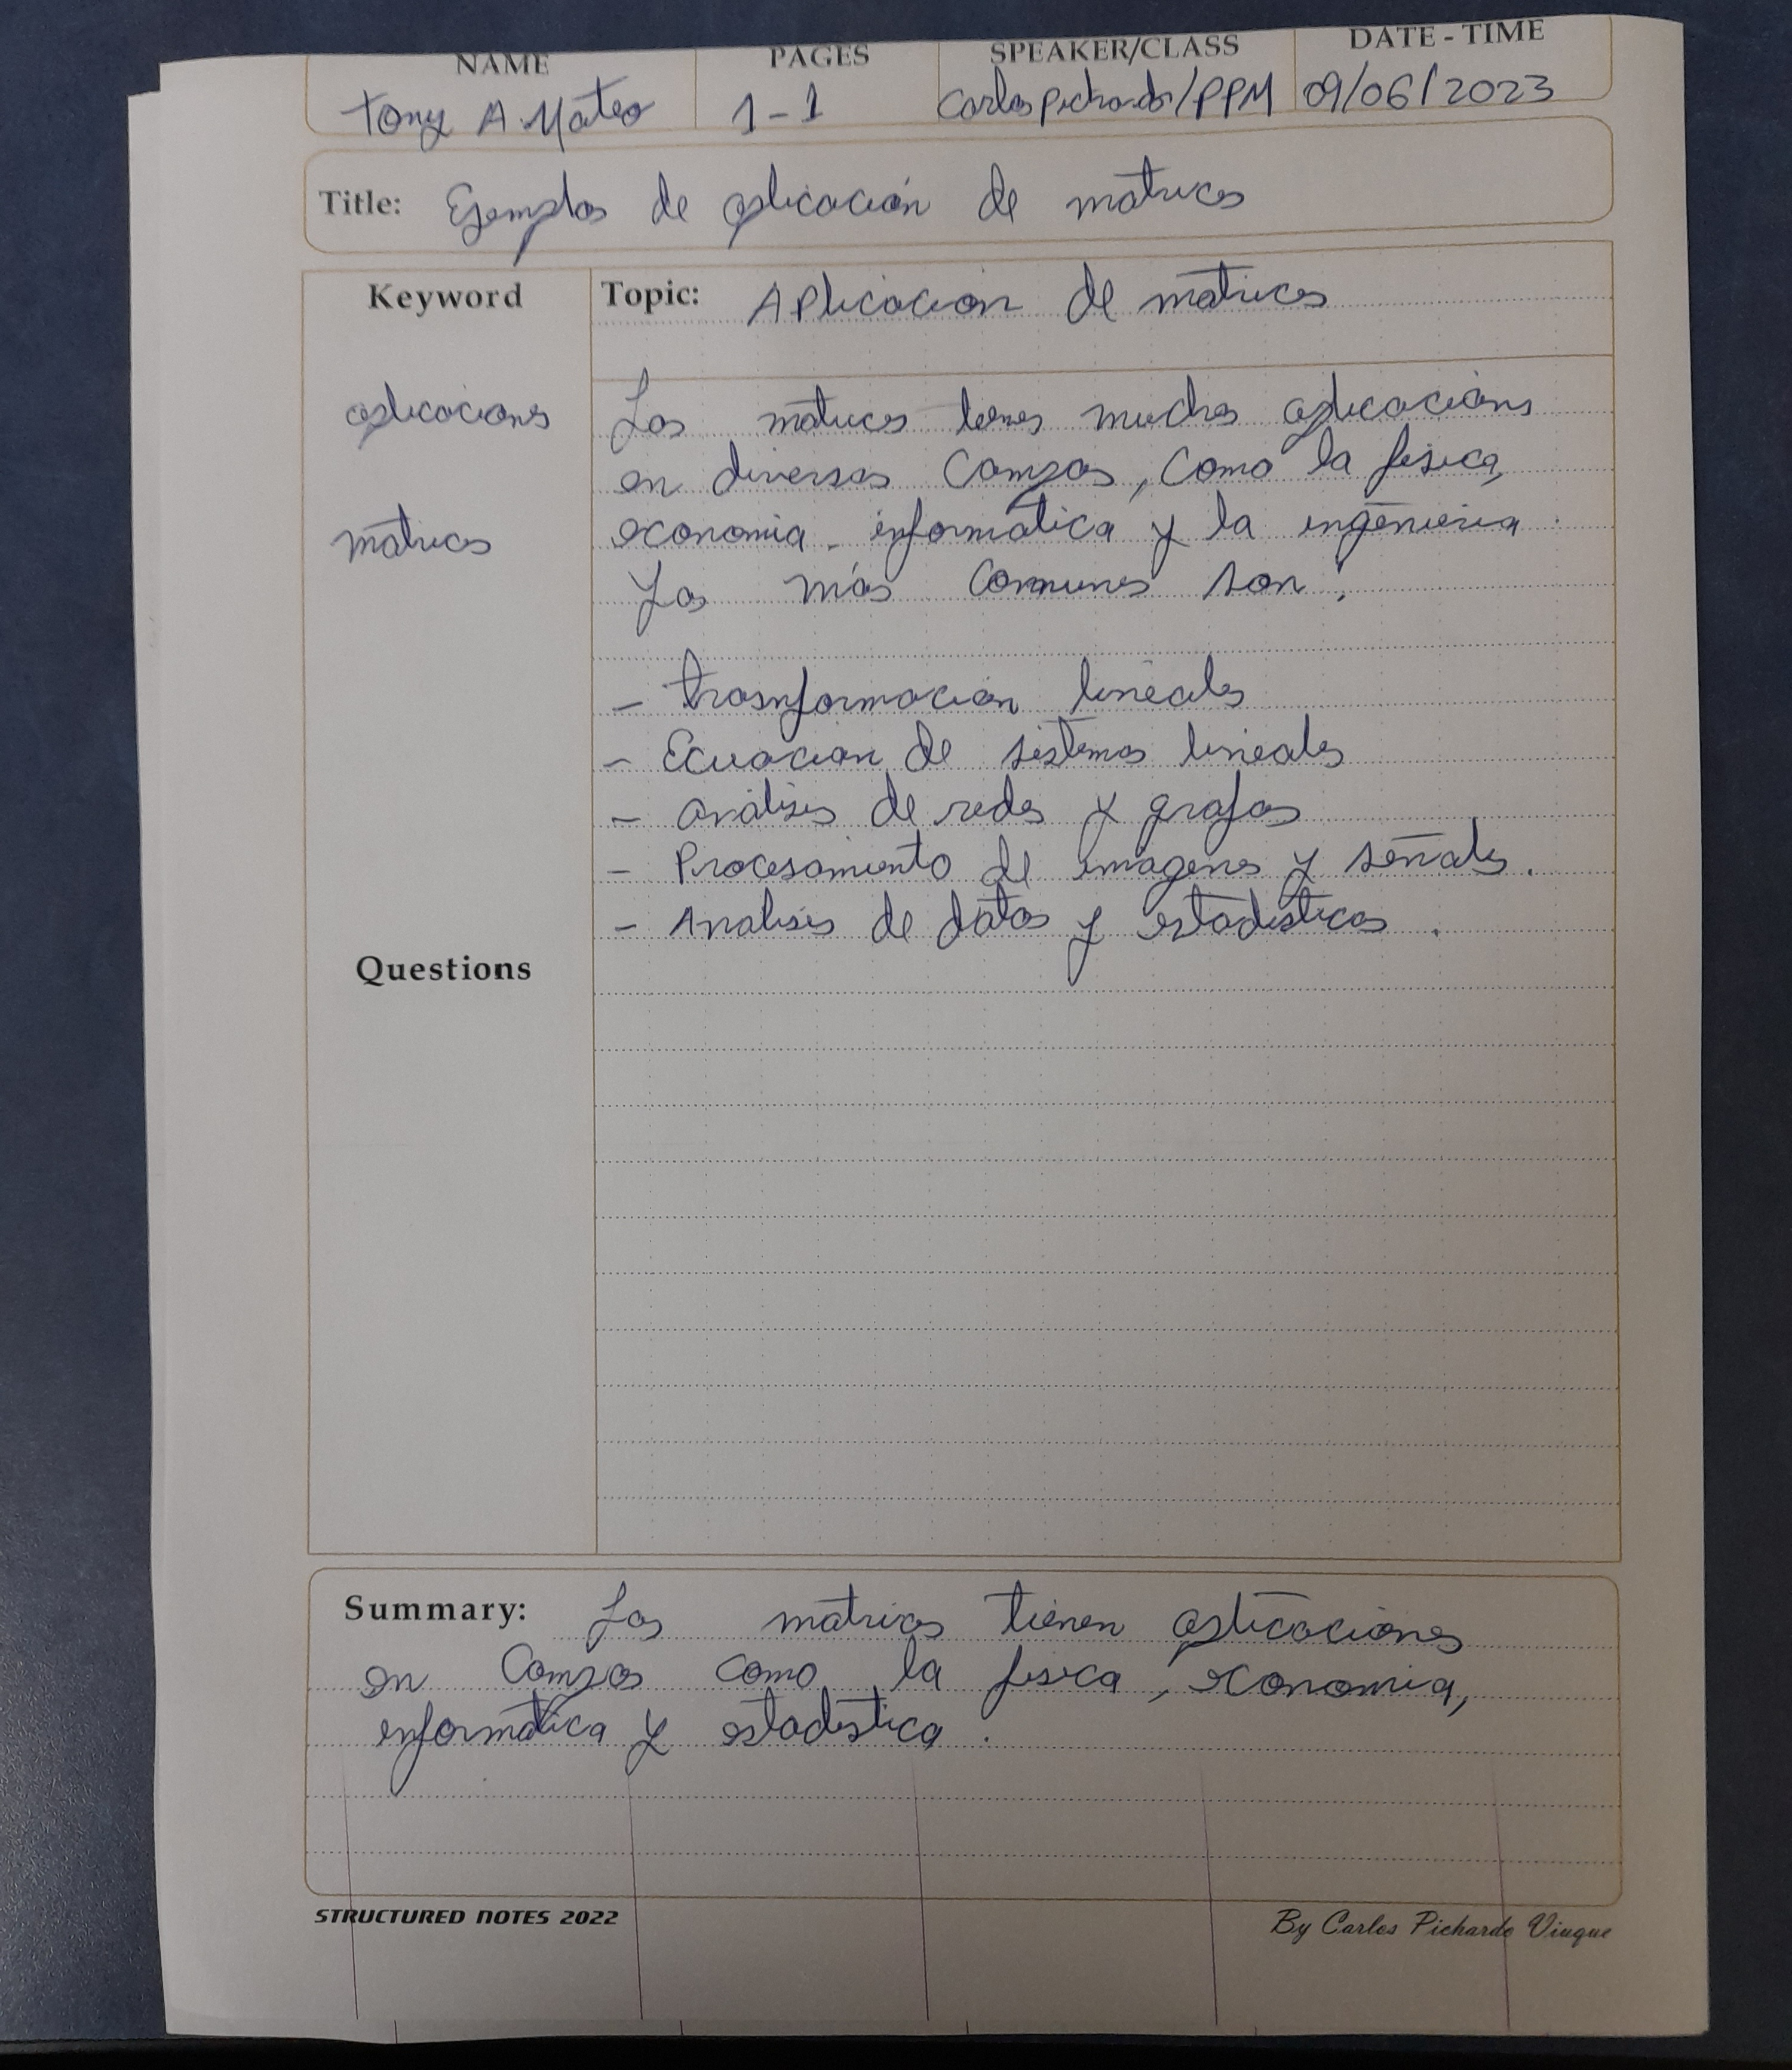 NAME PAGES SPEAKER/CLASS DATE-TIME
Tony A. Mateo 1-1 Carlos Pichardo/PPM 09/06/2023
Title: Ejemplos de aplicación de matrices
Keyword
Topic: Aplicacion de matrices
aplicaciones
matrices
Las matrices tienes muchas aplicacions
en diversas Campos, Como la fisica,
economia. informatica y la ingenieria
Las más Comunes son:
- trasnformacion lineales
- Ecuacion de sistemas lineales
- análisis de redes y grafos
- Procesamiento de imagenes y señales.
- Analisis de datos y estadisticas.
Questions
Summary: Las matrices tienen aplicaciones
en Campos como la fisica, economia,
informatica y estadistica.
STRUCTURED NOTES 2022
By Carlos Pichardo Viuque